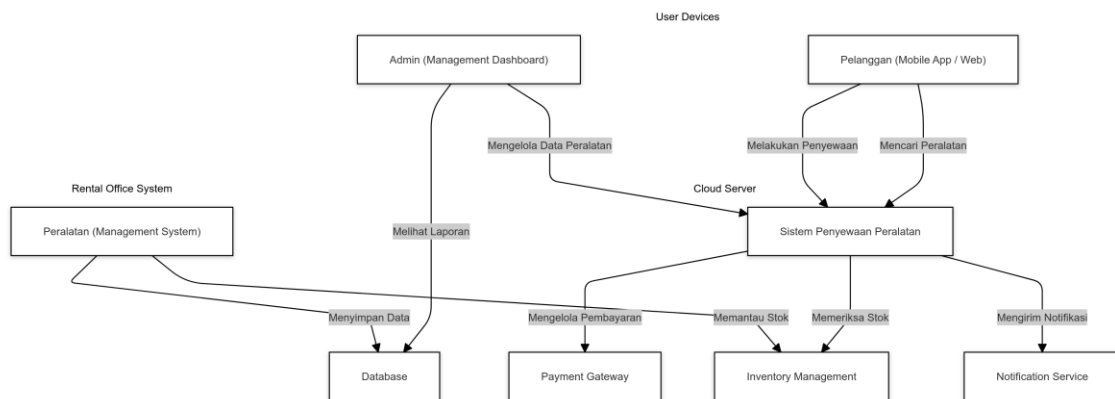 User Devices
Admin (Management Dashboard)
Pelanggan (Mobile App / Web)
Mengelola Data Peralatan
Melakukan Penyewaan
Mencari Peralatan
Rental Office System
Cloud Server
Peralatan (Management System)
Melihat Laporan
Sistem Penyewaan Peralatan
Menyimpan Data
Mengelola Pembayaran
Memantau Stok
Memeriksa Stok
Mengirim Notifikasi
Database
Payment Gateway
Inventory Management
Notification Service